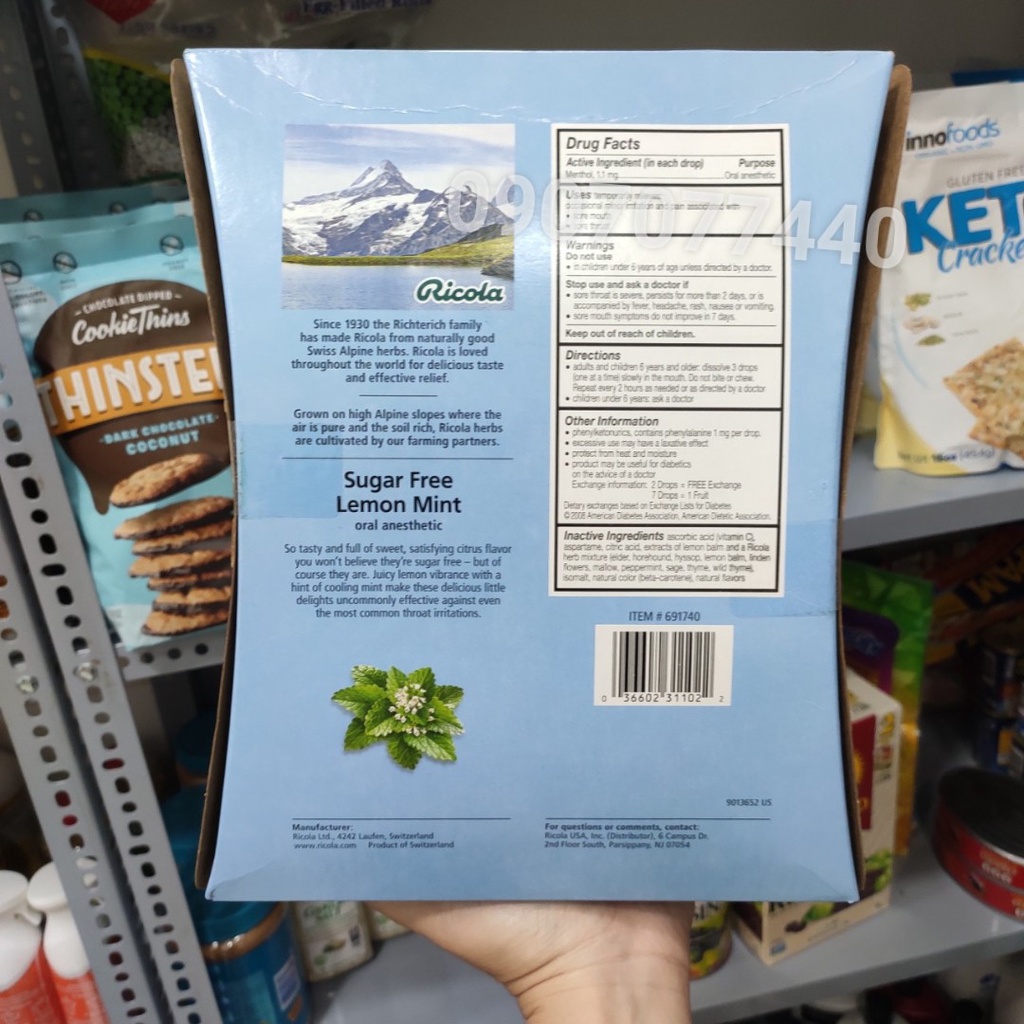 Ricola
Since 1930 the Richterich family
has made Ricola from naturally good
Swiss Alpine herbs. Ricola is loved
throughout the world for delicious taste
and effective relief.
Grown on high Alpine slopes where the
air is pure and the soil rich, Ricola herbs
are cultivated by our farming partners.
Sugar Free
Lemon Mint
oral anesthetic
So tasty and full of sweet, satisfying citrus flavor
you won't believe they're sugar free – but of
course they are. Juicy lemon vibrance with a
hint of cooling mint make these delicious little
delights uncommonly effective against even
the most common throat irritations.
Manufacturer:
Ricola Ltd., 4242 Laufen, Switzerland
www.ricola.com Product of Switzerland
Drug Facts
Active Ingredient (in each drop) Purpose
Menthol, 1.1 mg Oral anesthetic
Uses temporarily relieves
occasional minor irritation and pain associated with
• sore mouth
• sore throat
Warnings
Do not use
• in children under 6 years of age unless directed by a doctor.
Stop use and ask a doctor if
• sore throat is severe, persists for more than 2 days, or is
accompanied by fever, headache, rash, nausea or vomiting.
• sore mouth symptoms do not improve in 7 days.
Keep out of reach of children.
Directions
• adults and children 6 years and older: dissolve 3 drops
(one at a time) slowly in the mouth. Do not bite or chew.
Repeat every 2 hours as needed or as directed by a doctor
• children under 6 years: ask a doctor
Other Information
• phenylketonurics, contains phenylalanine 1 mg per drop.
• excessive use may have a laxative effect
• protect from heat and moisture
• product may be useful for diabetics
on the advice of a doctor
Exchange information: 2 Drops = FREE Exchange
7 Drops = 1 Fruit
Dietary exchanges based on Exchange Lists for Diabetes
©2008 American Diabetes Association, American Dietetic Association.
Inactive Ingredients ascorbic acid (vitamin C),
aspartame, citric acid, extracts of lemon balm and a Ricola
herb mixture (elder, horehound, hyssop, lemon balm, linden
flowers, mallow, peppermint, sage, thyme, wild thyme),
isomalt, natural color (beta-carotene), natural flavors
ITEM # 691740
0 36602 31102 2
9013652 US
For questions or comments, contact:
Ricola USA, Inc. (Distributor), 6 Campus Dr.
2nd Floor South, Parsippany, NJ 07054
0907077440
CHOCOLATE DIPPED
CookieThins
THINSTE
DARK CHOCOLATE
COCONUT
innofoods
GLUTEN FREE
KET
Cracke